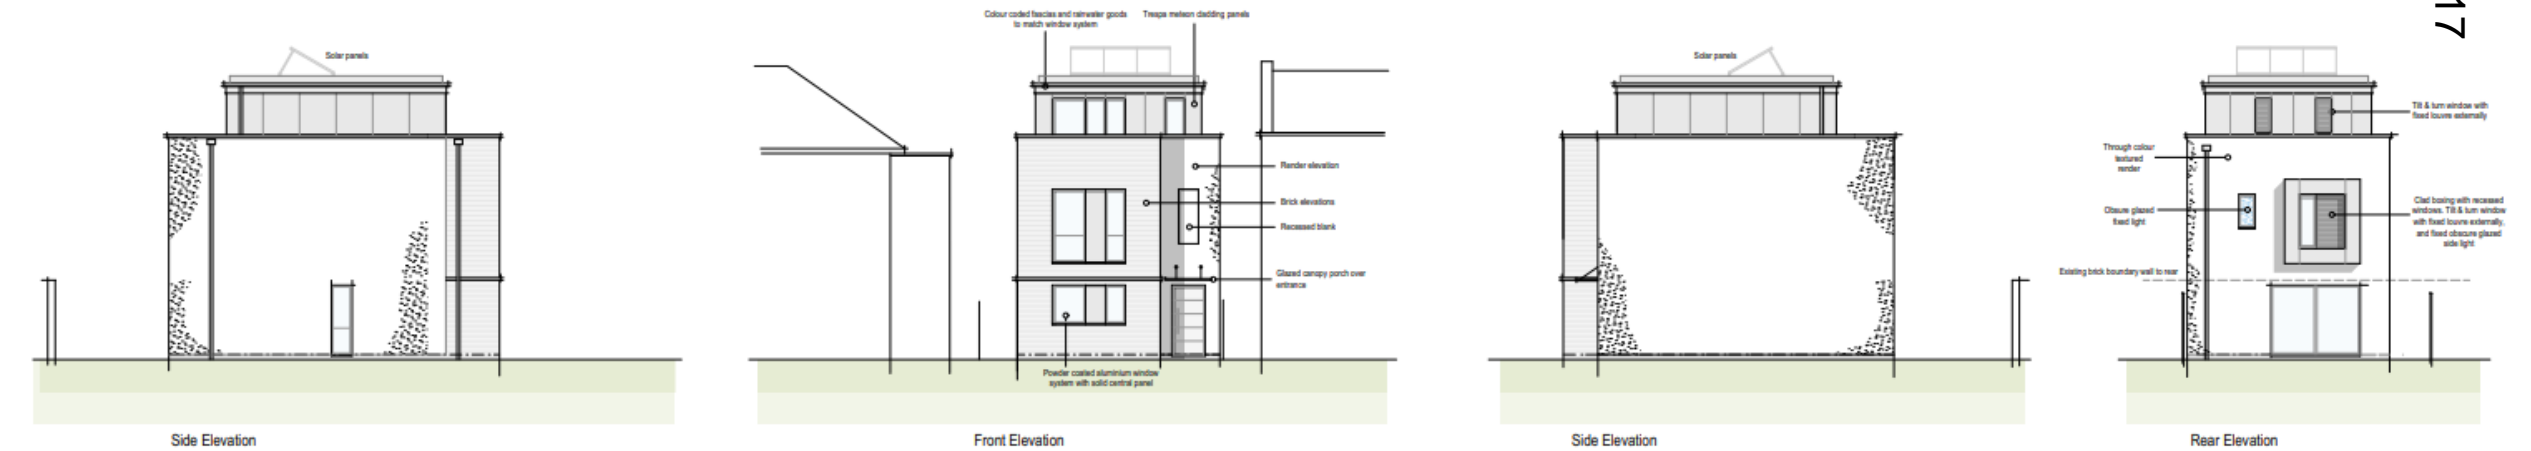 Solar panels
Side Elevation
Colour coded fascias and rainwater goods
to match window system
Trespa meteon cladding panels
Render elevation
Brick elevations
Recessed blank
Glazed canopy porch over
entrance
Powder coated aluminium window
system with solid central panel
Front Elevation
Solar panels
Side Elevation
17
Tilt & turn window with
fixed louvre externally
Through colour
textured
render
Obsure glazed
fixed light
Clad boxing with recessed
windows. Tilt & turn window
with fixed louvre externally,
and fixed obscure glazed
side light
Existing brick boundary wall to rear
Rear Elevation